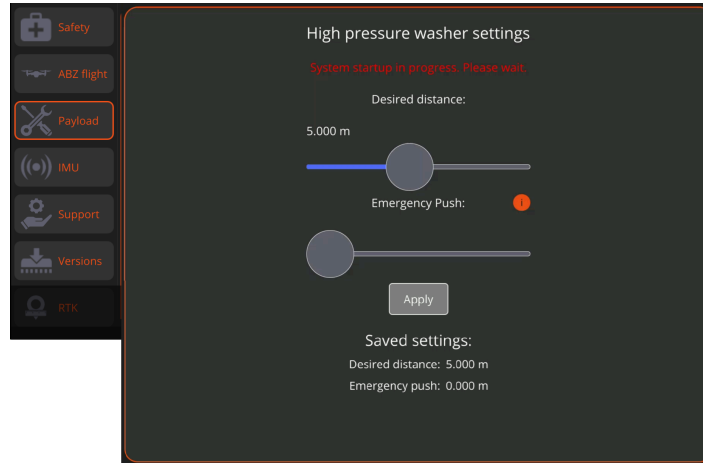 Safety
ABZ flight
Payload
IMU
Support
Versions
RTK
High pressure washer settings
System startup in progress. Please wait.
Desired distance:
5.000 m
Emergency Push:
i
Apply
Saved settings:
Desired distance: 5.000 m
Emergency push: 0.000 m